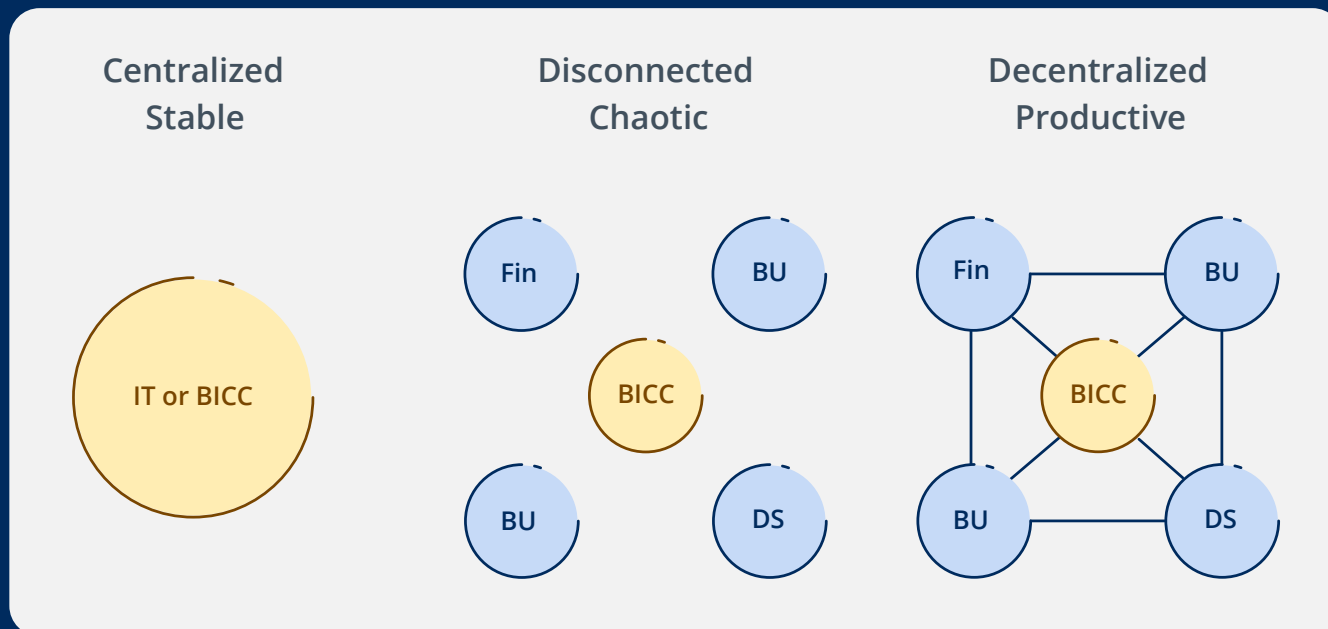 Centralized
Stable
Disconnected
Chaotic
Decentralized
Productive
IT or BICC
Fin
BU
BICC
BU
DS
Fin
BU
BICC
BU
DS